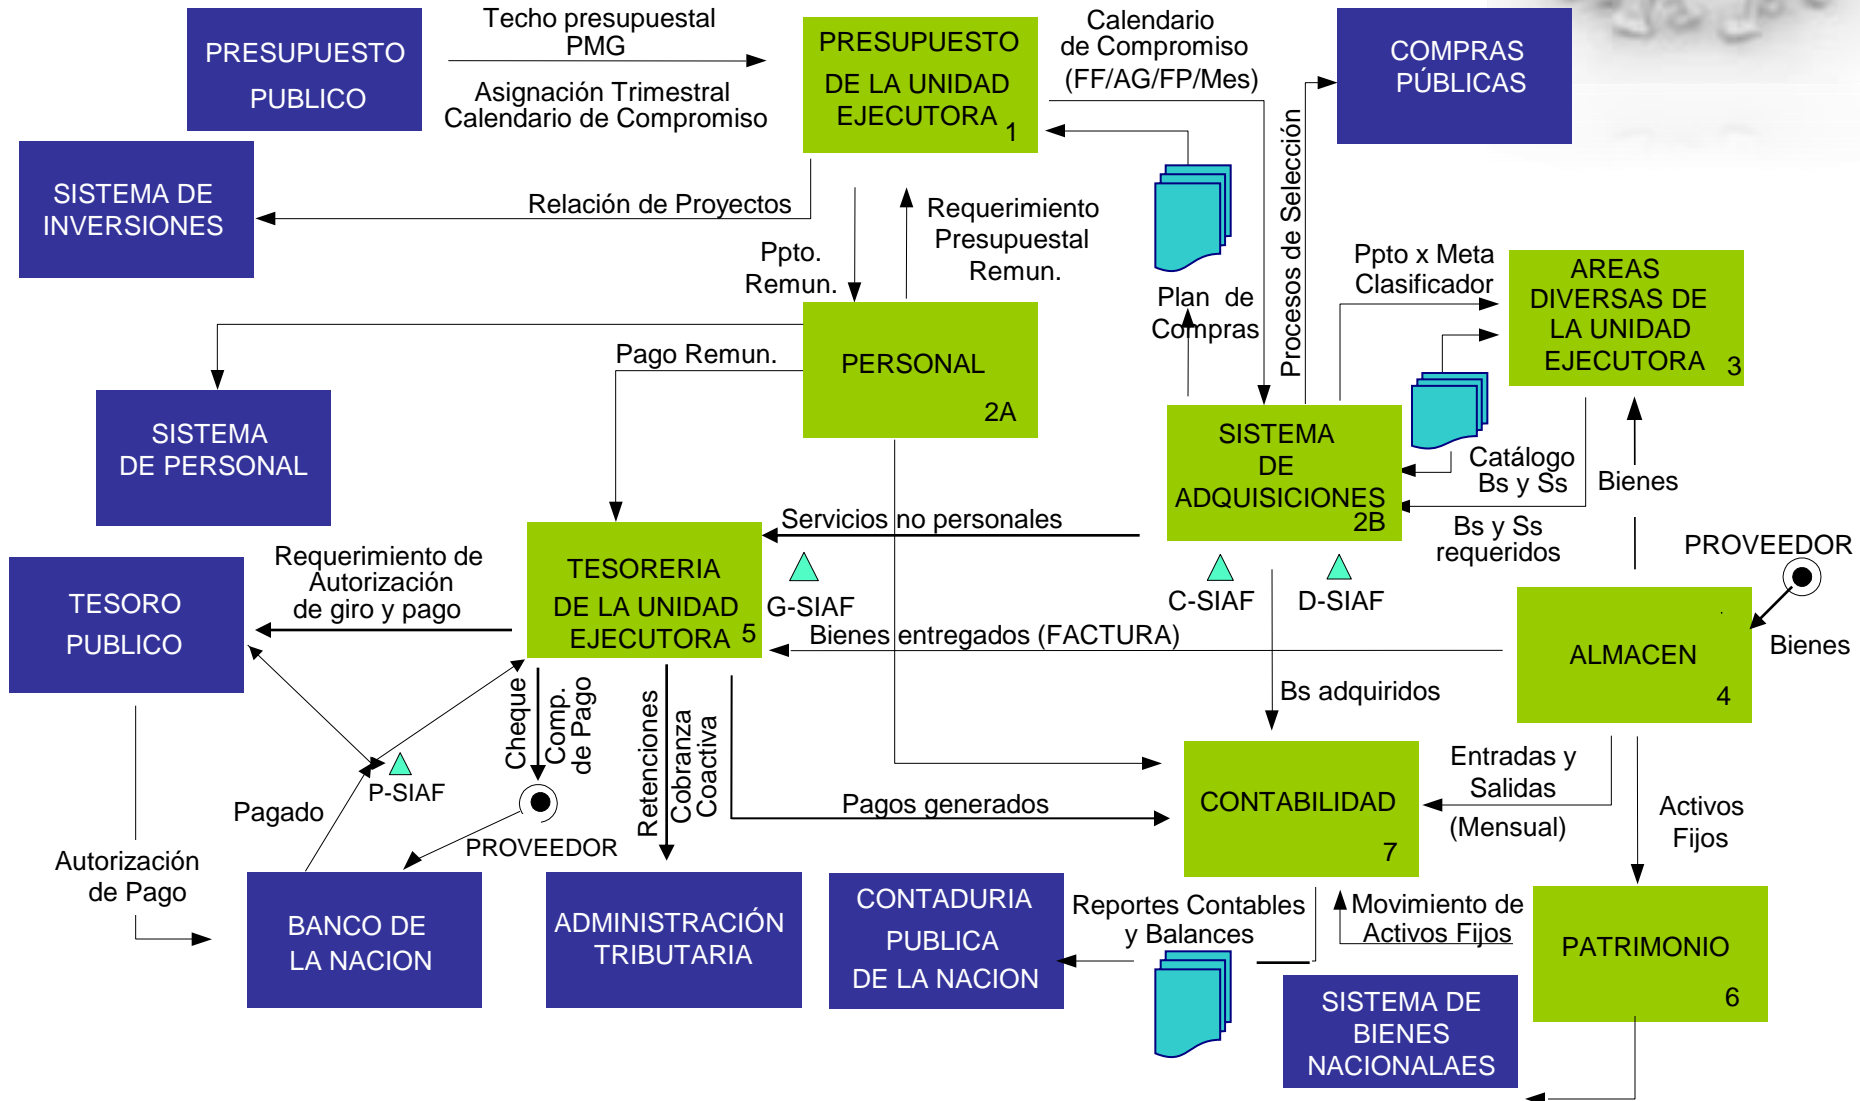 PRESUPUESTO
PUBLICO
Techo presupuestal
PMG
Asignación Trimestral
Calendario de Compromiso
PRESUPUESTO
DE LA UNIDAD
EJECUTORA
1
Calendario
de Compromiso
(FF/AG/FP/Mes)
COMPRAS
PÚBLICAS
SISTEMA DE
INVERSIONES
Relación de Proyectos
Ppto.
Remun.
Requerimiento
Presupuestal
Remun.
Plan de
Compras
Procesos de Selección
Ppto x Meta
Clasificador
AREAS
DIVERSAS DE
LA UNIDAD
EJECUTORA
3
SISTEMA
DE PERSONAL
Pago Remun.
PERSONAL
2A
SISTEMA
DE
ADQUISICIONES
2B
Catálogo
Bs y Ss
Bienes
Bs y Ss
requeridos
PROVEEDOR
Bienes
TESORO
PUBLICO
Requerimiento de
Autorización
de giro y pago
TESORERIA
DE LA UNIDAD
EJECUTORA
5
Servicios no personales
G-SIAF
C-SIAF
D-SIAF
Bienes entregados (FACTURA)
ALMACEN
4
Bs adquiridos
Cheque
Comp.
de Pago
Retenciones
Cobranza
Coactiva
P-SIAF
Pagado
PROVEEDOR
Pagos generados
CONTABILIDAD
7
Entradas y
Salidas
(Mensual)
Activos
Fijos
Autorización
de Pago
BANCO DE
LA NACION
ADMINISTRACIÓN
TRIBUTARIA
CONTADURIA
PUBLICA
DE LA NACION
Reportes Contables
y Balances
Movimiento de
Activos Fijos
PATRIMONIO
6
SISTEMA DE
BIENES
NACIONALAES